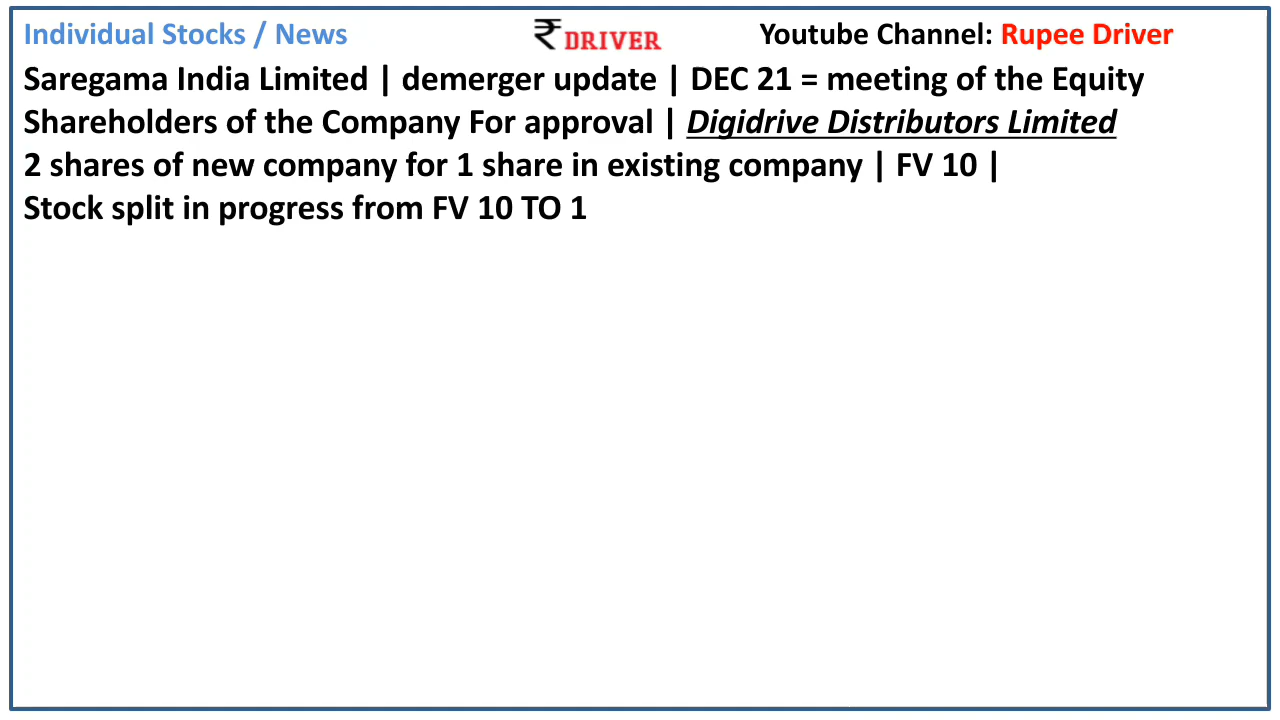 Individual Stocks / News ₹ DRIVER Youtube Channel: Rupee Driver
Saregama India Limited | demerger update | DEC 21 = meeting of the Equity
Shareholders of the Company For approval | Digidrive Distributors Limited
2 shares of new company for 1 share in existing company | FV 10 |
Stock split in progress from FV 10 TO 1